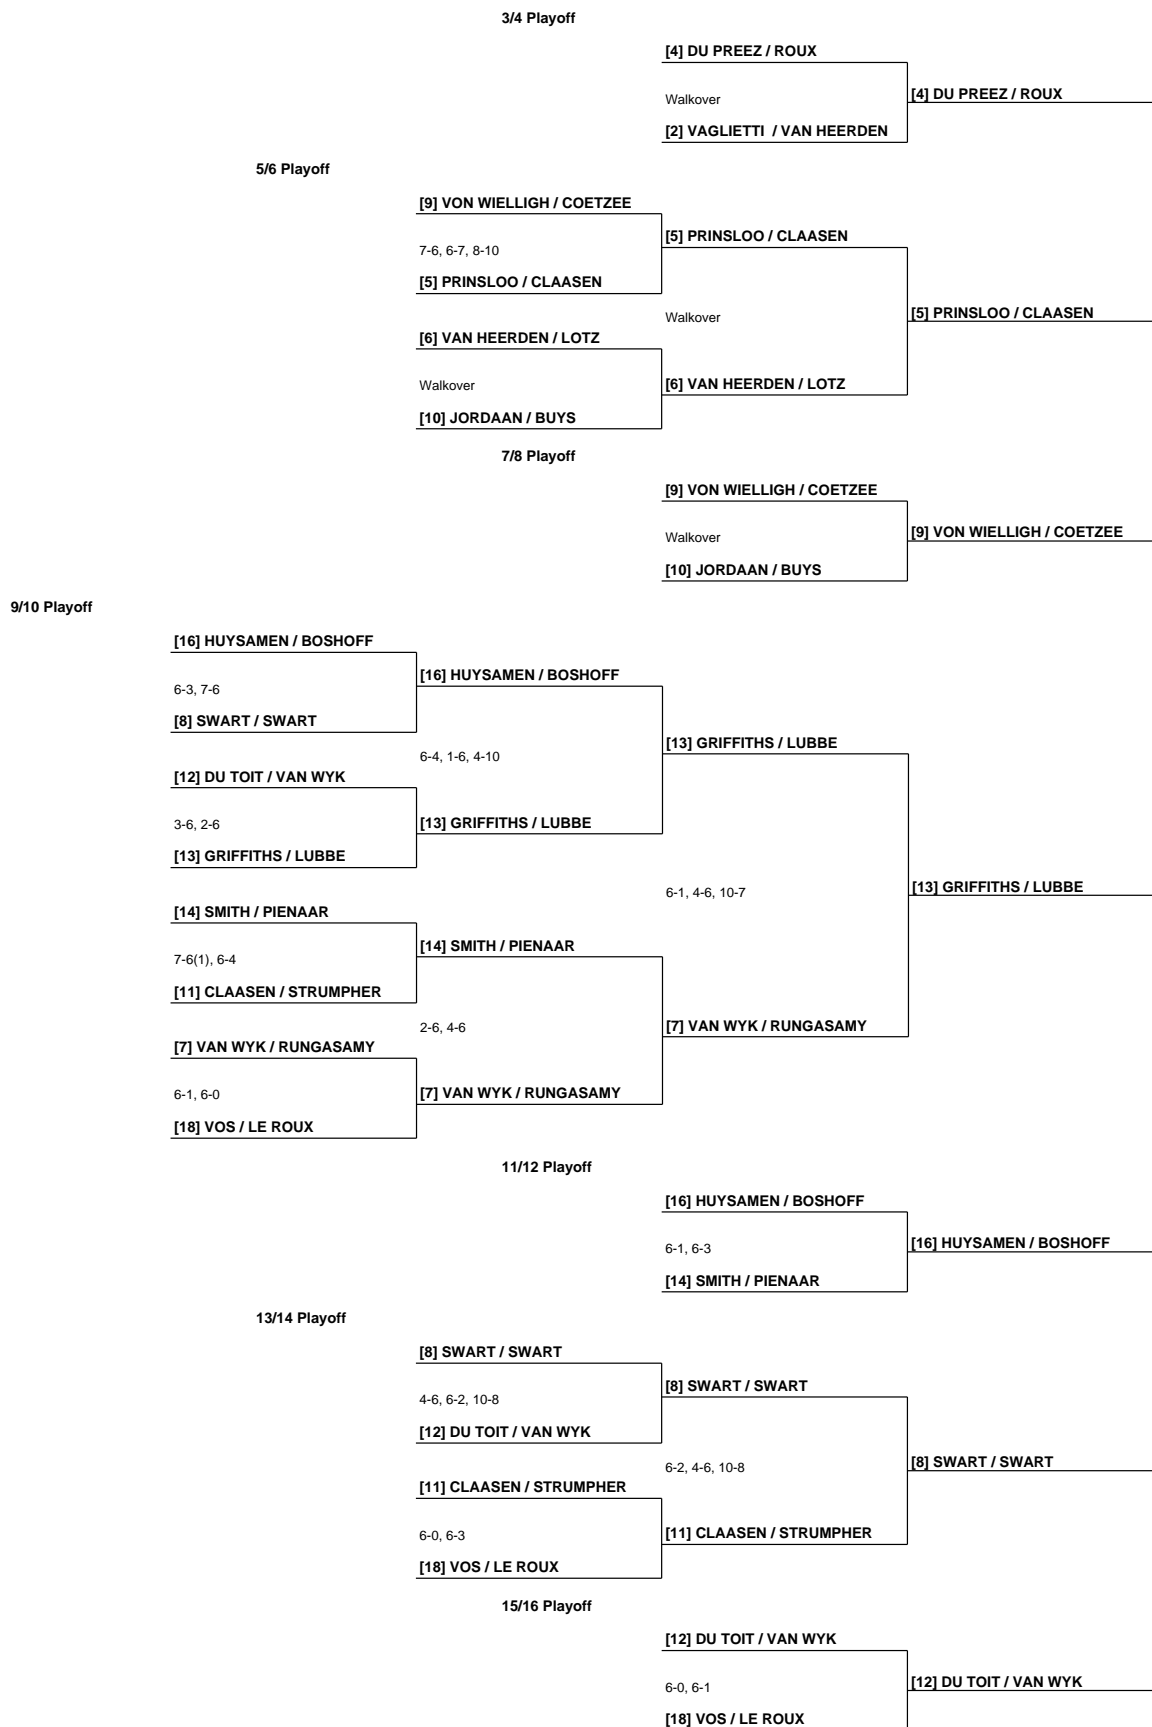 3/4 Playoff
[4] DU PREEZ / ROUX
Walkover
[4] DU PREEZ / ROUX
[2] VAGLIETTI / VAN HEERDEN
5/6 Playoff
[9] VON WIELLIGH / COETZEE
[5] PRINSLOO / CLAASEN
7-6, 6-7, 8-10
[5] PRINSLOO / CLAASEN
Walkover
[5] PRINSLOO / CLAASEN
[6] VAN HEERDEN / LOTZ
Walkover
[6] VAN HEERDEN / LOTZ
[10] JORDAAN / BUYS
7/8 Playoff
[9] VON WIELLIGH / COETZEE
Walkover
[9] VON WIELLIGH / COETZEE
[10] JORDAAN / BUYS
9/10 Playoff
[16] HUYSAMEN / BOSHOFF
[16] HUYSAMEN / BOSHOFF
6-3, 7-6
[8] SWART / SWART
[13] GRIFFITHS / LUBBE
6-4, 1-6, 4-10
[12] DU TOIT / VAN WYK
3-6, 2-6
[13] GRIFFITHS / LUBBE
[13] GRIFFITHS / LUBBE
6-1, 4-6, 10-7
[13] GRIFFITHS / LUBBE
[14] SMITH / PIENAAR
[14] SMITH / PIENAAR
7-6(1), 6-4
[11] CLAASEN / STRUMPHER
2-6, 4-6
[7] VAN WYK / RUNGASAMY
[7] VAN WYK / RUNGASAMY
6-1, 6-0
[7] VAN WYK / RUNGASAMY
[18] VOS / LE ROUX
11/12 Playoff
[16] HUYSAMEN / BOSHOFF
6-1, 6-3
[16] HUYSAMEN / BOSHOFF
[14] SMITH / PIENAAR
13/14 Playoff
[8] SWART / SWART
[8] SWART / SWART
4-6, 6-2, 10-8
[12] DU TOIT / VAN WYK
6-2, 4-6, 10-8
[8] SWART / SWART
[11] CLAASEN / STRUMPHER
6-0, 6-3
[11] CLAASEN / STRUMPHER
[18] VOS / LE ROUX
15/16 Playoff
[12] DU TOIT / VAN WYK
6-0, 6-1
[12] DU TOIT / VAN WYK
[18] VOS / LE ROUX